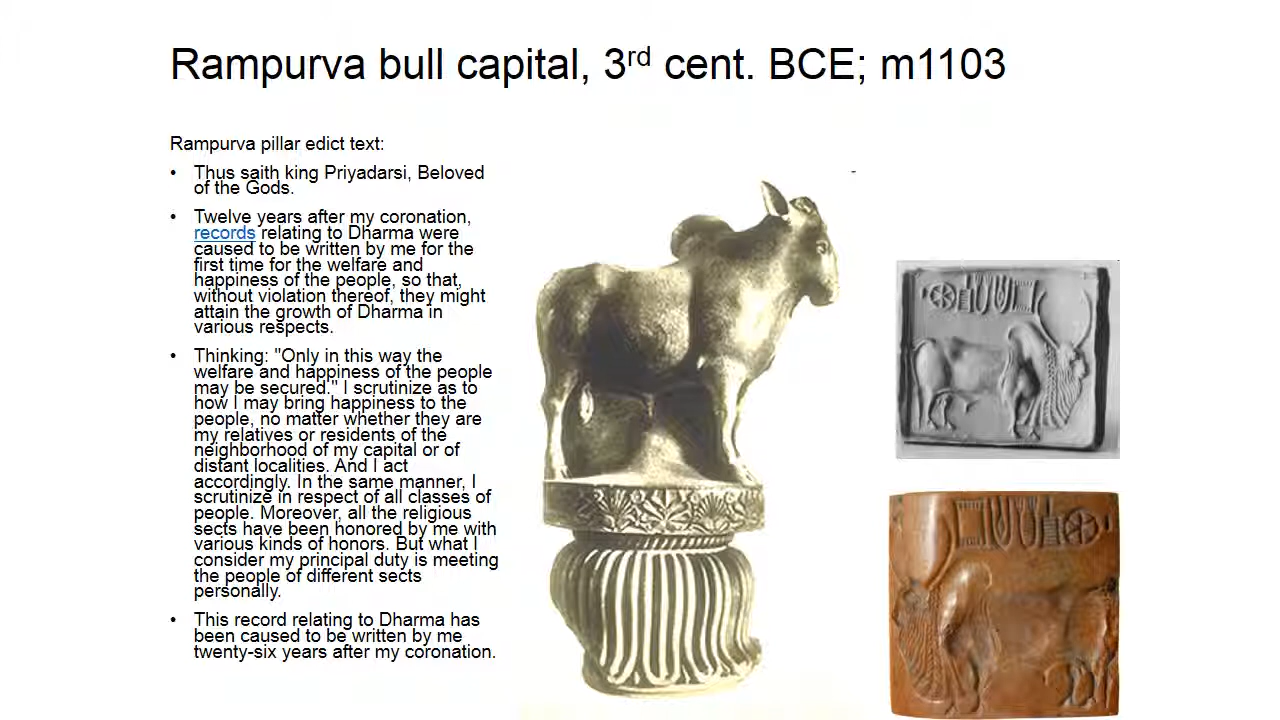 Rampurva bull capital, 3rd cent. BCE; m1103
Rampurva pillar edict text:
• Thus saith king Priyadarsi, Beloved
of the Gods.
• Twelve years after my coronation,
records relating to Dharma were
caused to be written by me for the
first time for the welfare and
happiness of the people, so that,
without violation thereof, they might
attain the growth of Dharma in
various respects.
• Thinking: "Only in this way the
welfare and happiness of the people
may be secured." I scrutinize as to
how I may bring happiness to the
people, no matter whether they are
my relatives or residents of the
neighborhood of my capital or of
distant localities. And I act
accordingly. In the same manner, I
scrutinize in respect of all classes of
people. Moreover, all the religious
sects have been honored by me with
various kinds of honors. But what I
consider my principal duty is meeting
the people of different sects
personally.
• This record relating to Dharma has
been caused to be written by me
twenty-six years after my coronation.